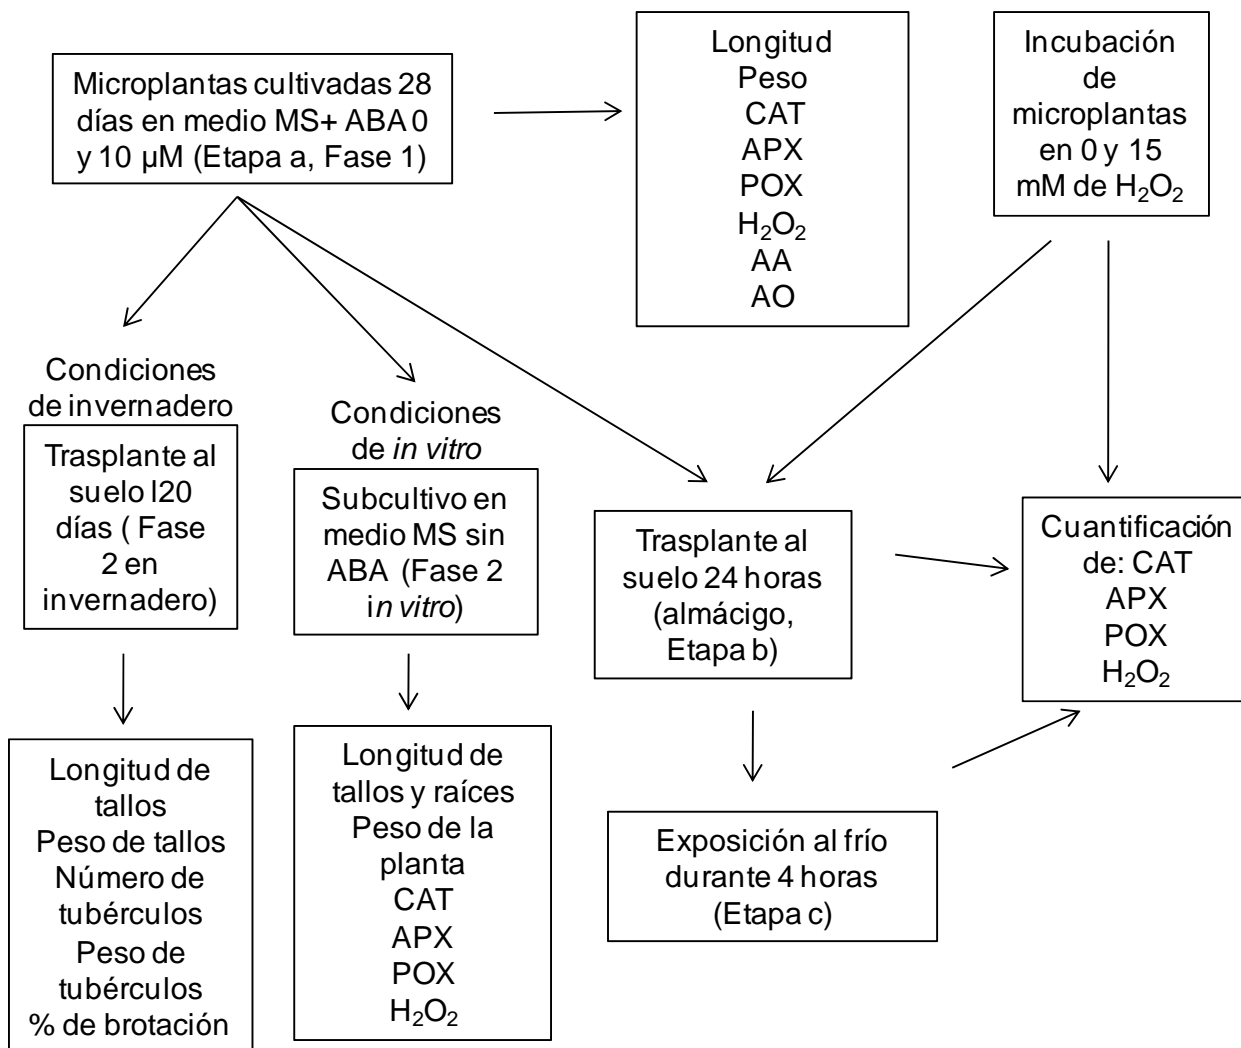 Microplantas cultivadas 28
días en medio MS+ ABA 0
y 10 µM (Etapa a, Fase 1)
Longitud
Peso
CAT
APX
POX
H₂O₂
AA
AO
Incubación
de
microplantas
en 0 y 15
mM de H₂O₂
Condiciones
de invernadero
Trasplante al
suelo l20
días ( Fase
2 en
invernadero)
Condiciones
de in vitro
Subcultivo en
medio MS sin
ABA (Fase 2
in vitro)
Trasplante al
suelo 24 horas
(almácigo,
Etapa b)
Cuantificación
de: CAT
APX
POX
H₂O₂
Longitud de
tallos
Peso de tallos
Número de
tubérculos
Peso de
tubérculos
% de brotación
Longitud de
tallos y raíces
Peso de la
planta
CAT
APX
POX
H₂O₂
Exposición al frío
durante 4 horas
(Etapa c)